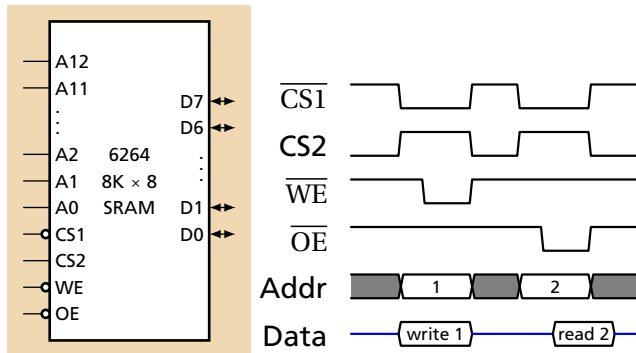 A12
A11
A2
A1
A0
CS1
CS2
WE
OE
6264
8K × 8
SRAM
D7
D6
D1
D0
CS1
CS2
WE
OE
Addr 1 2
Data write 1 read 2